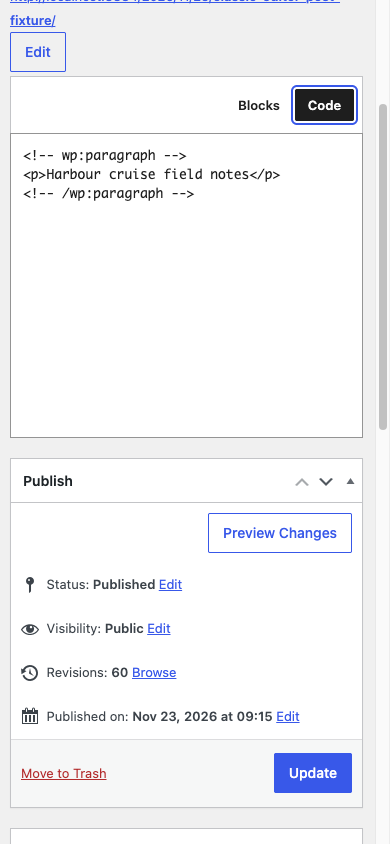 fixture/
Edit
Blocks Code
<!-- wp:paragraph -->
<p>Harbour cruise field notes</p>
<!-- /wp:paragraph -->
Publish
Preview Changes
Status: Published Edit
Visibility: Public Edit
Revisions: 60 Browse
Published on: Nov 23, 2026 at 09:15 Edit
Move to Trash Update